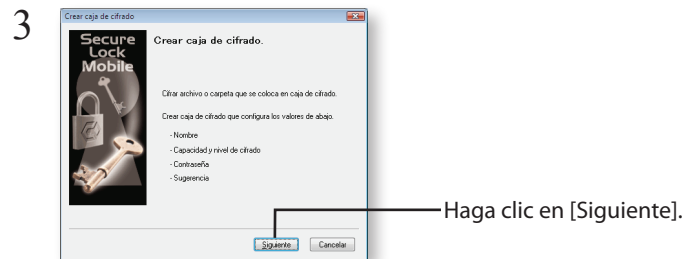 3
Crear caja de cifrado
Secure
Lock
Mobile
Crear caja de cifrado.
Cifrar archivo o carpeta que se coloca en caja de cifrado.
Crear caja de cifrado que configura los valores de abajo.
- Nombre
- Capacidad y nivel de cifrado
- Contraseña
- Sugerencia
Siguiente
Cancelar
Haga clic en [Siguiente].